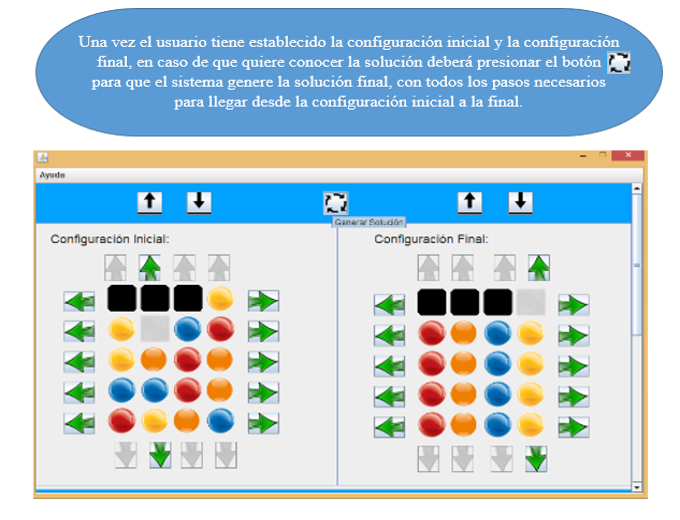 Una vez el usuario tiene establecido la configuración inicial y la configuración
final, en caso de que quiere conocer la solución deberá presionar el botón
para que el sistema genere la solución final, con todos los pasos necesarios
para llegar desde la configuración inicial a la final.
Ayuda
Generar Solución
Configuración Inicial:
Configuración Final: